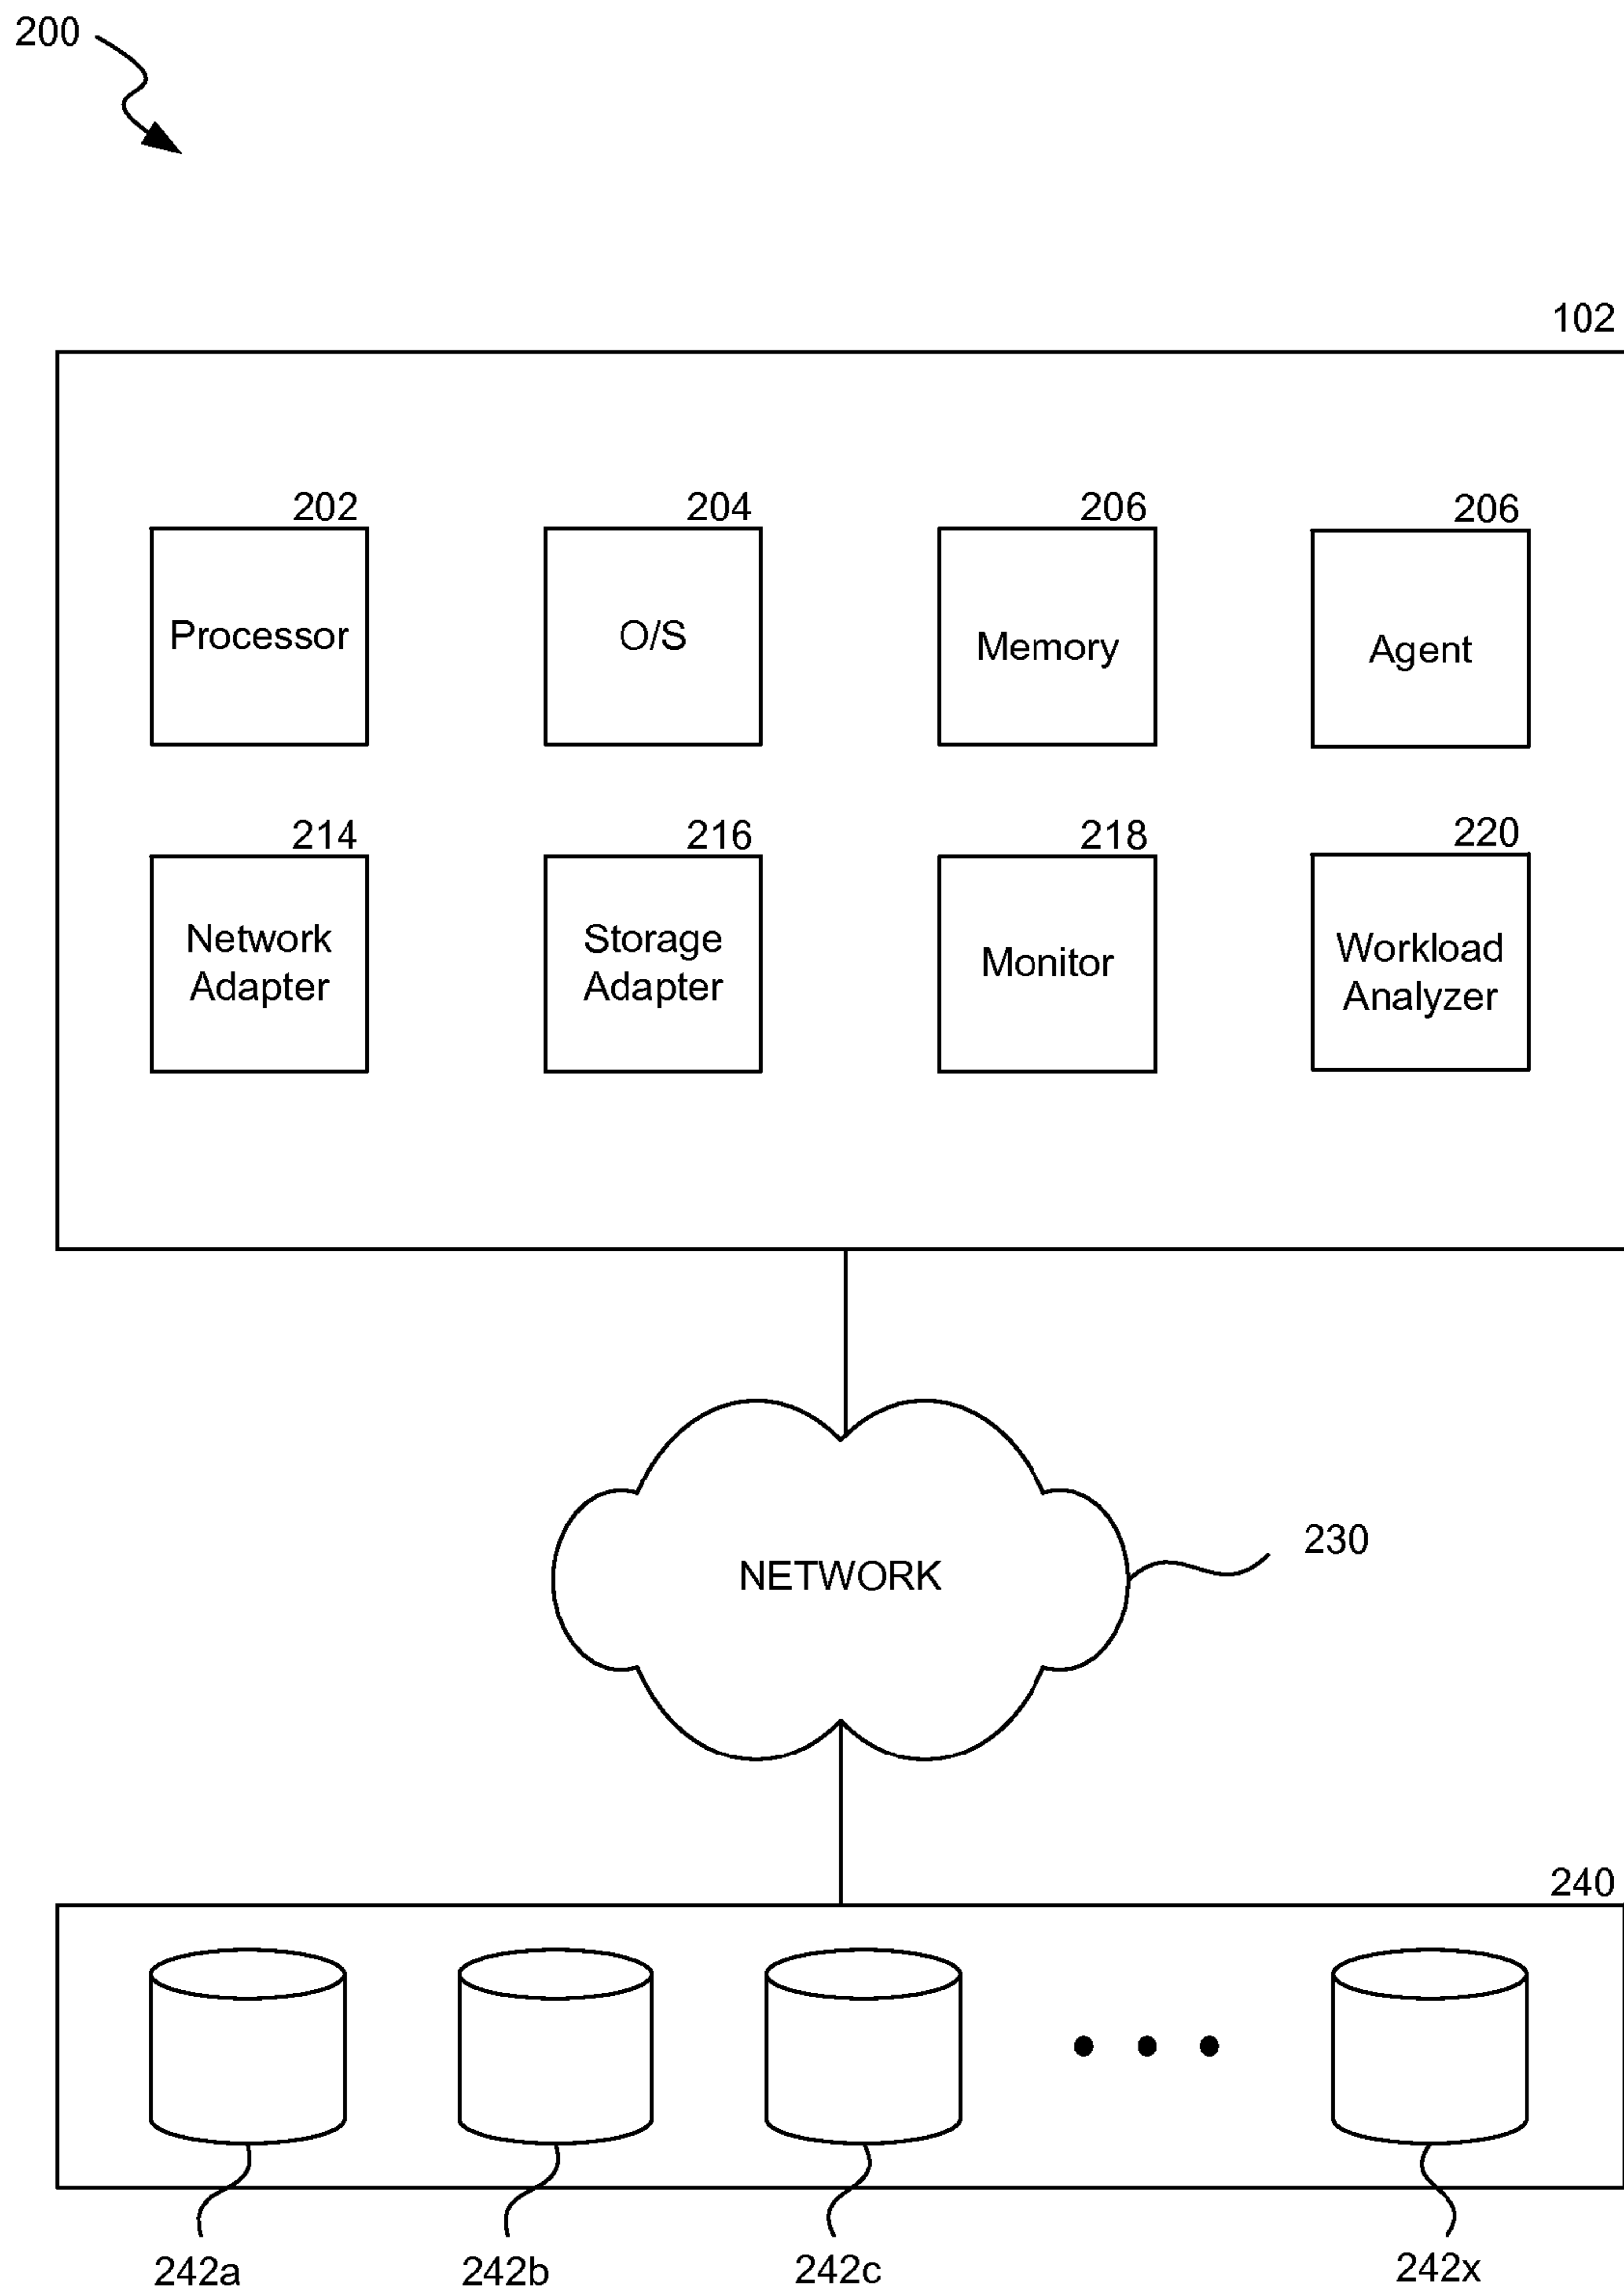 200
102
202
204
206
206
Processor
O/S
Memory
Agent
214
216
218
220
Network
Adapter
Storage
Adapter
Monitor
Workload
Analyzer
NETWORK
230
240
242a
242b
242c
242x